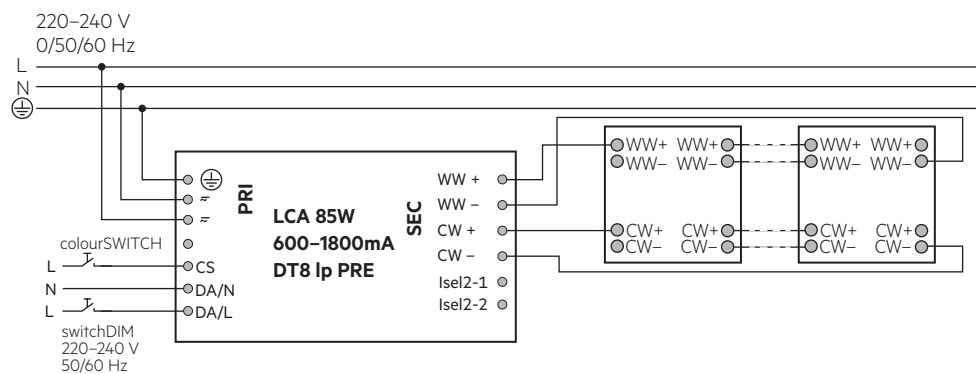 220–240 V
0/50/60 Hz
L
N
PRI
LCA 85W
600–1800mA
DT8 lp PRE
SEC
WW +
WW –
CW +
CW –
Isel2-1
Isel2-2
colourSWITCH
L
CS
N
DA/N
L
DA/L
switchDIM
220–240 V
50/60 Hz
WW+ WW+
WW– WW–
CW+ CW+
CW– CW–
WW+ WW+
WW– WW–
CW+ CW+
CW– CW–